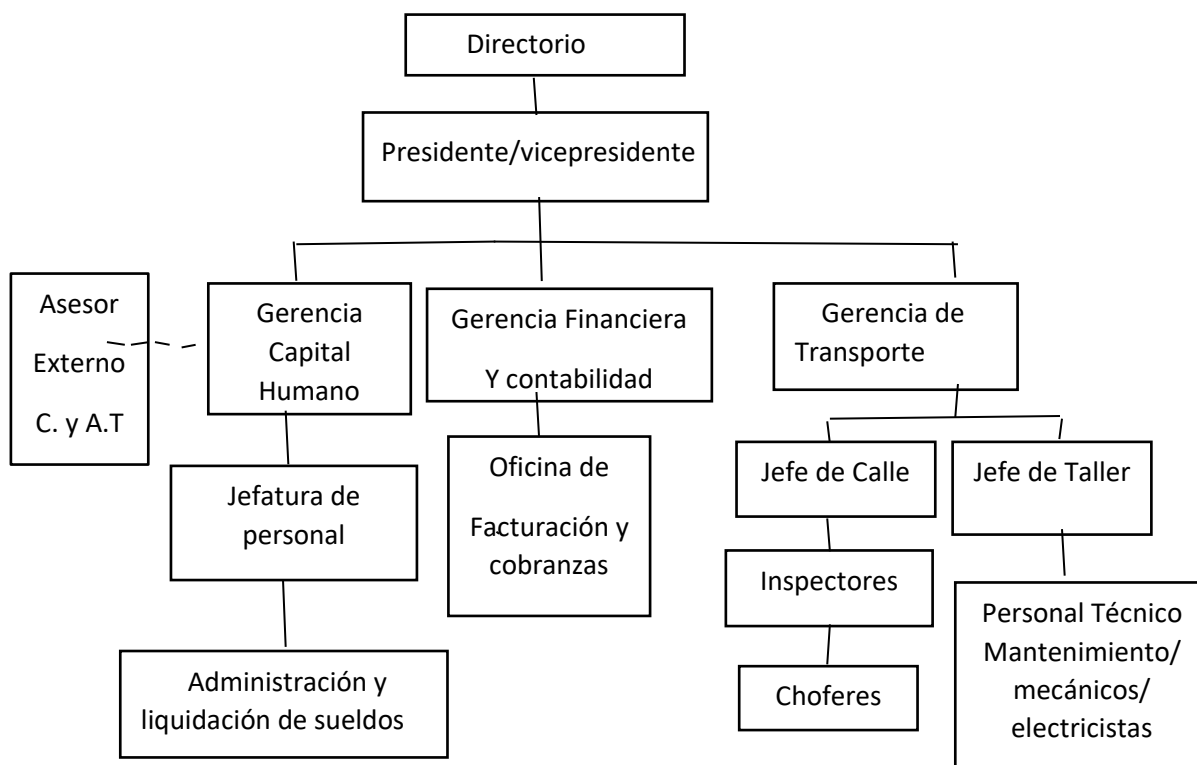 Directorio
Presidente/vicepresidente
Asesor
Externo
C. y A.T
Gerencia
Capital
Humano
Gerencia Financiera
Y contabilidad
Gerencia de
Transporte
Jefatura de
personal
Oficina de
Facturación y
cobranzas
Jefe de Calle
Jefe de Taller
Inspectores
Choferes
Personal Técnico
Mantenimiento/
mecánicos/
electricistas
Administración y
liquidación de sueldos